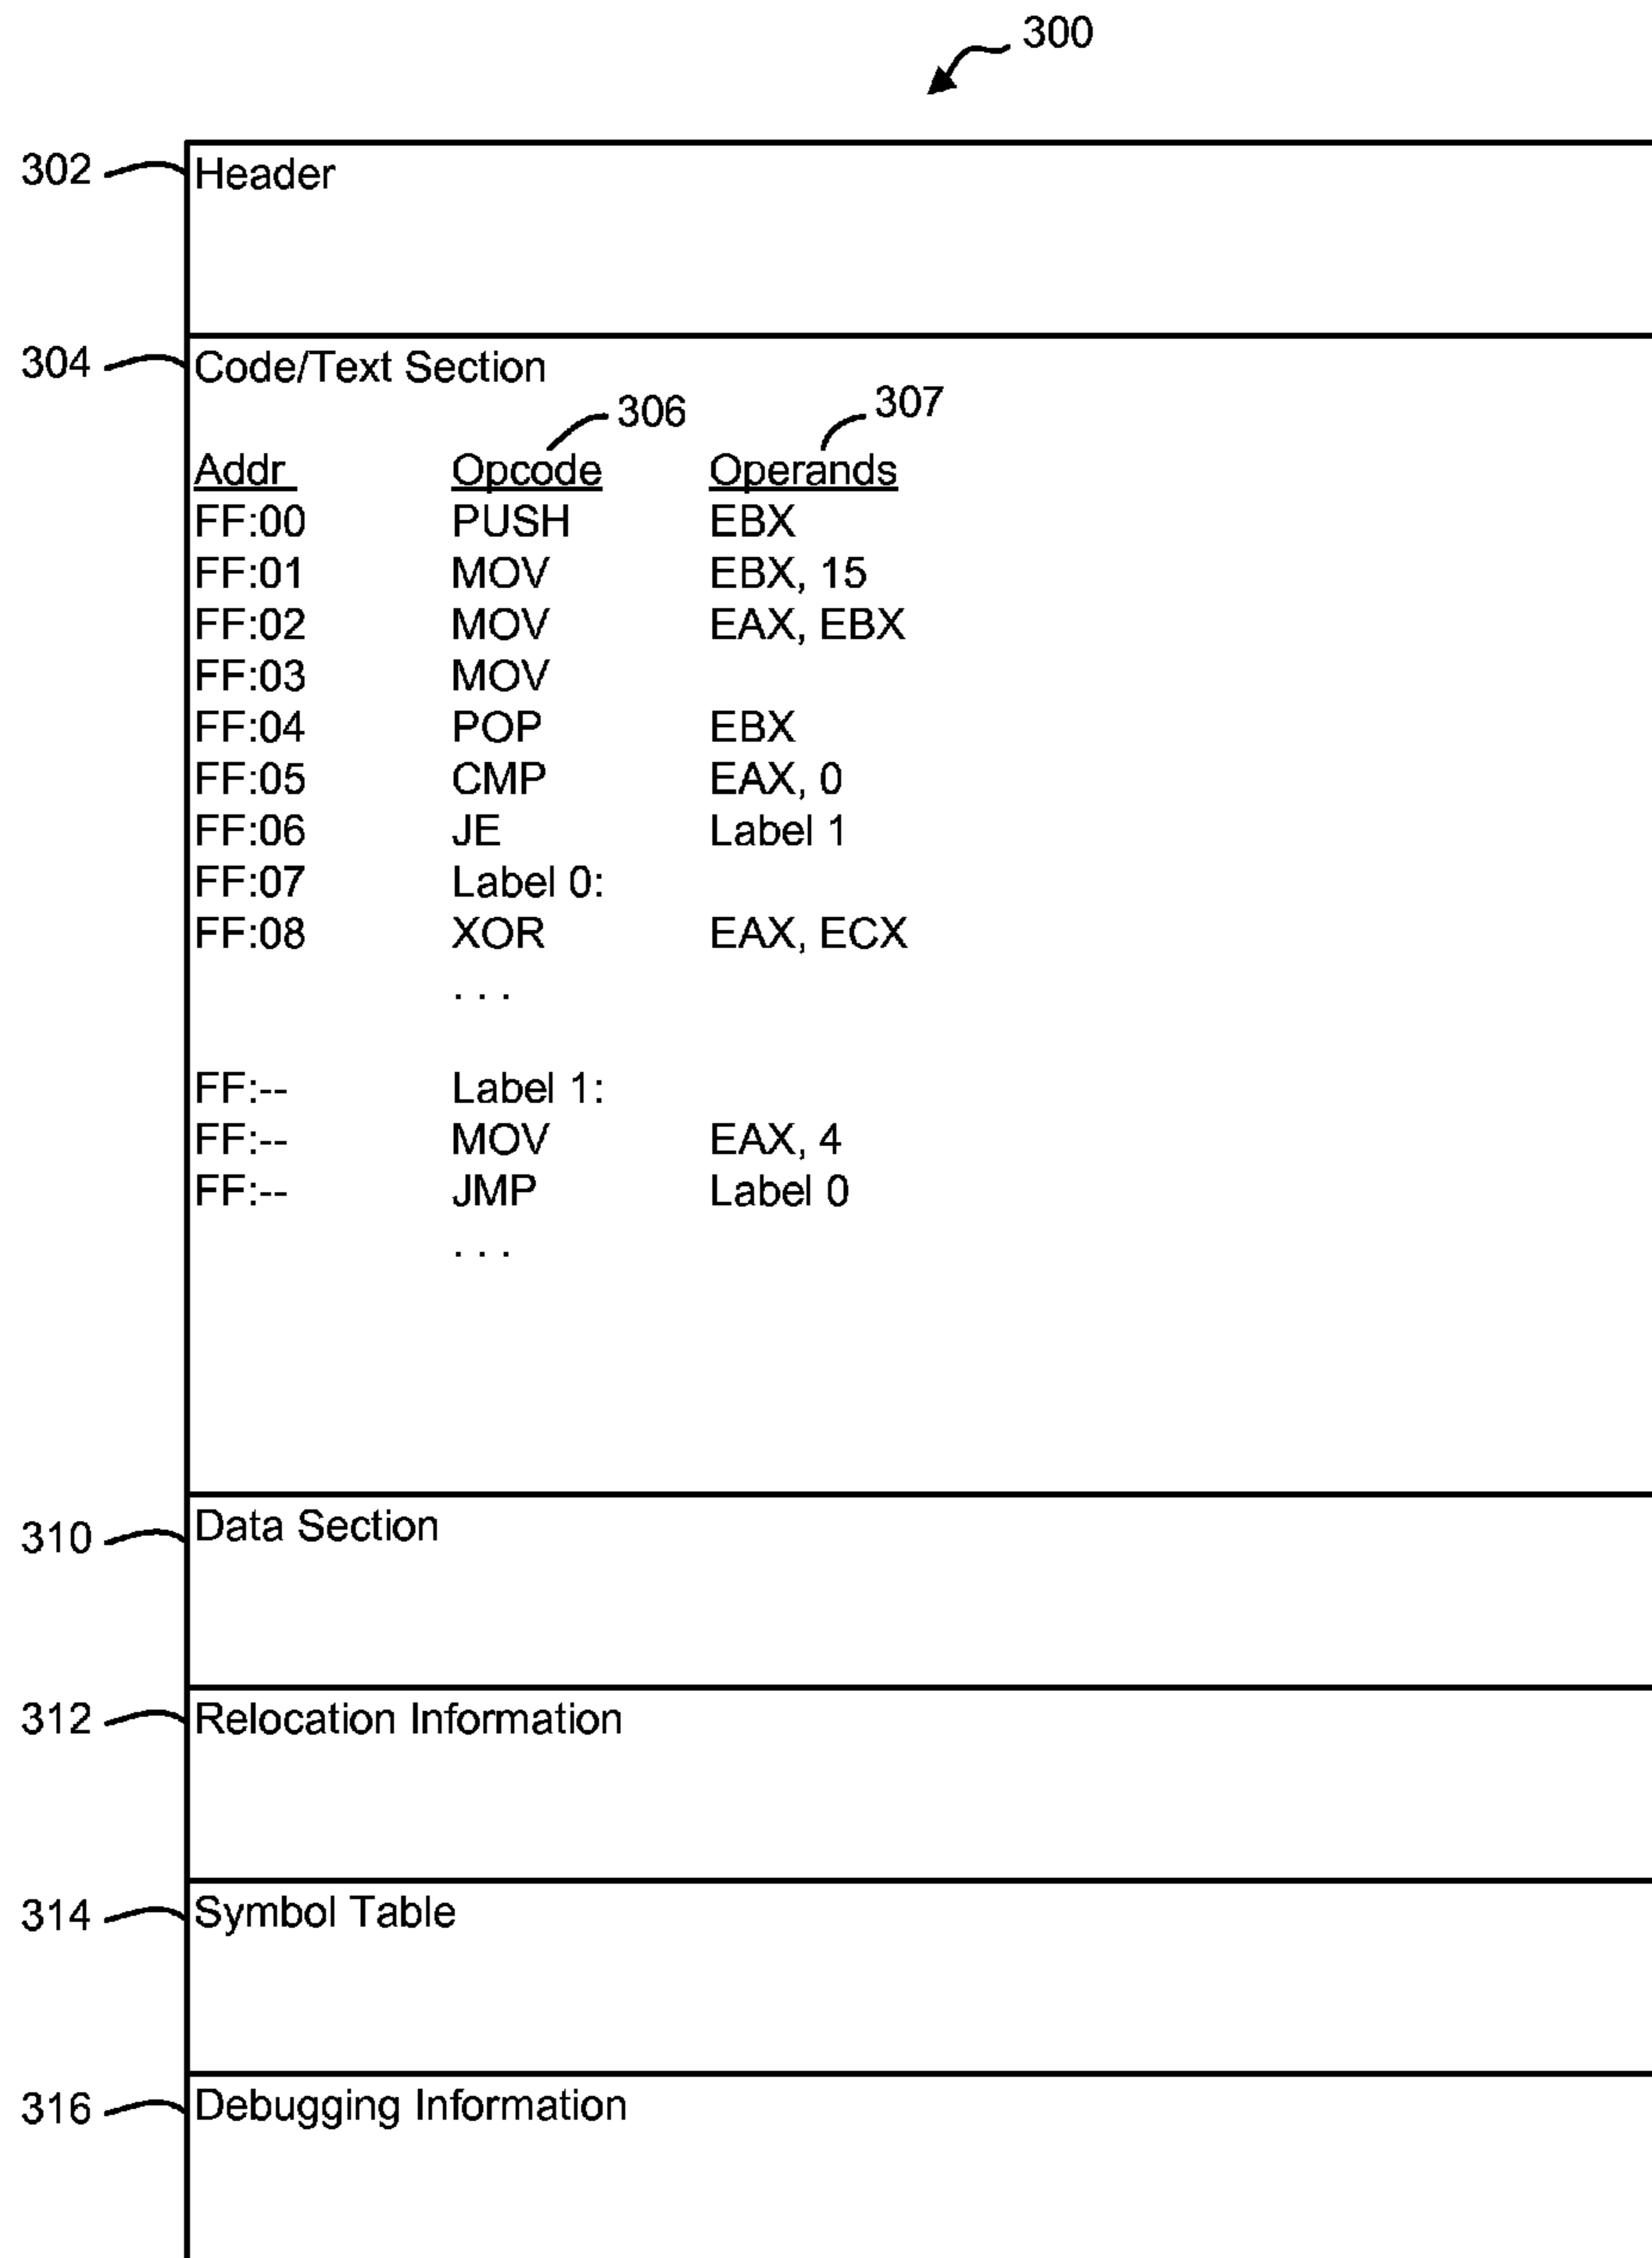 300
302 Header
304 Code/Text Section
306 307
Addr Opcode Operands
FF:00 PUSH EBX
FF:01 MOV EBX, 15
FF:02 MOV EAX, EBX
FF:03 MOV
FF:04 POP EBX
FF:05 CMP EAX, 0
FF:06 JE Label 1
FF:07 Label 0:
FF:08 XOR EAX, ECX
. . .
FF:-- Label 1:
FF:-- MOV EAX, 4
FF:-- JMP Label 0
. . .
310 Data Section
312 Relocation Information
314 Symbol Table
316 Debugging Information